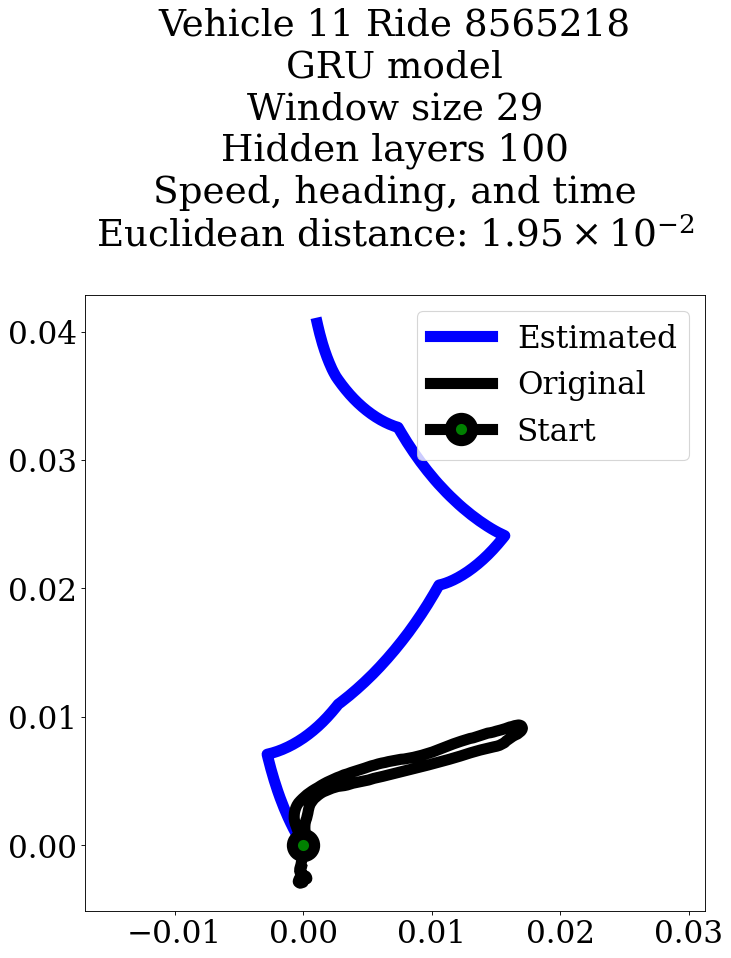 Vehicle 11 Ride 8565218
GRU model
Window size 29
Hidden layers 100
Speed, heading, and time
Euclidean distance: 1.95 × 10⁻²
Estimated
Original
Start
0.04
0.03
0.02
0.01
0.00
−0.01 0.00 0.01 0.02 0.03